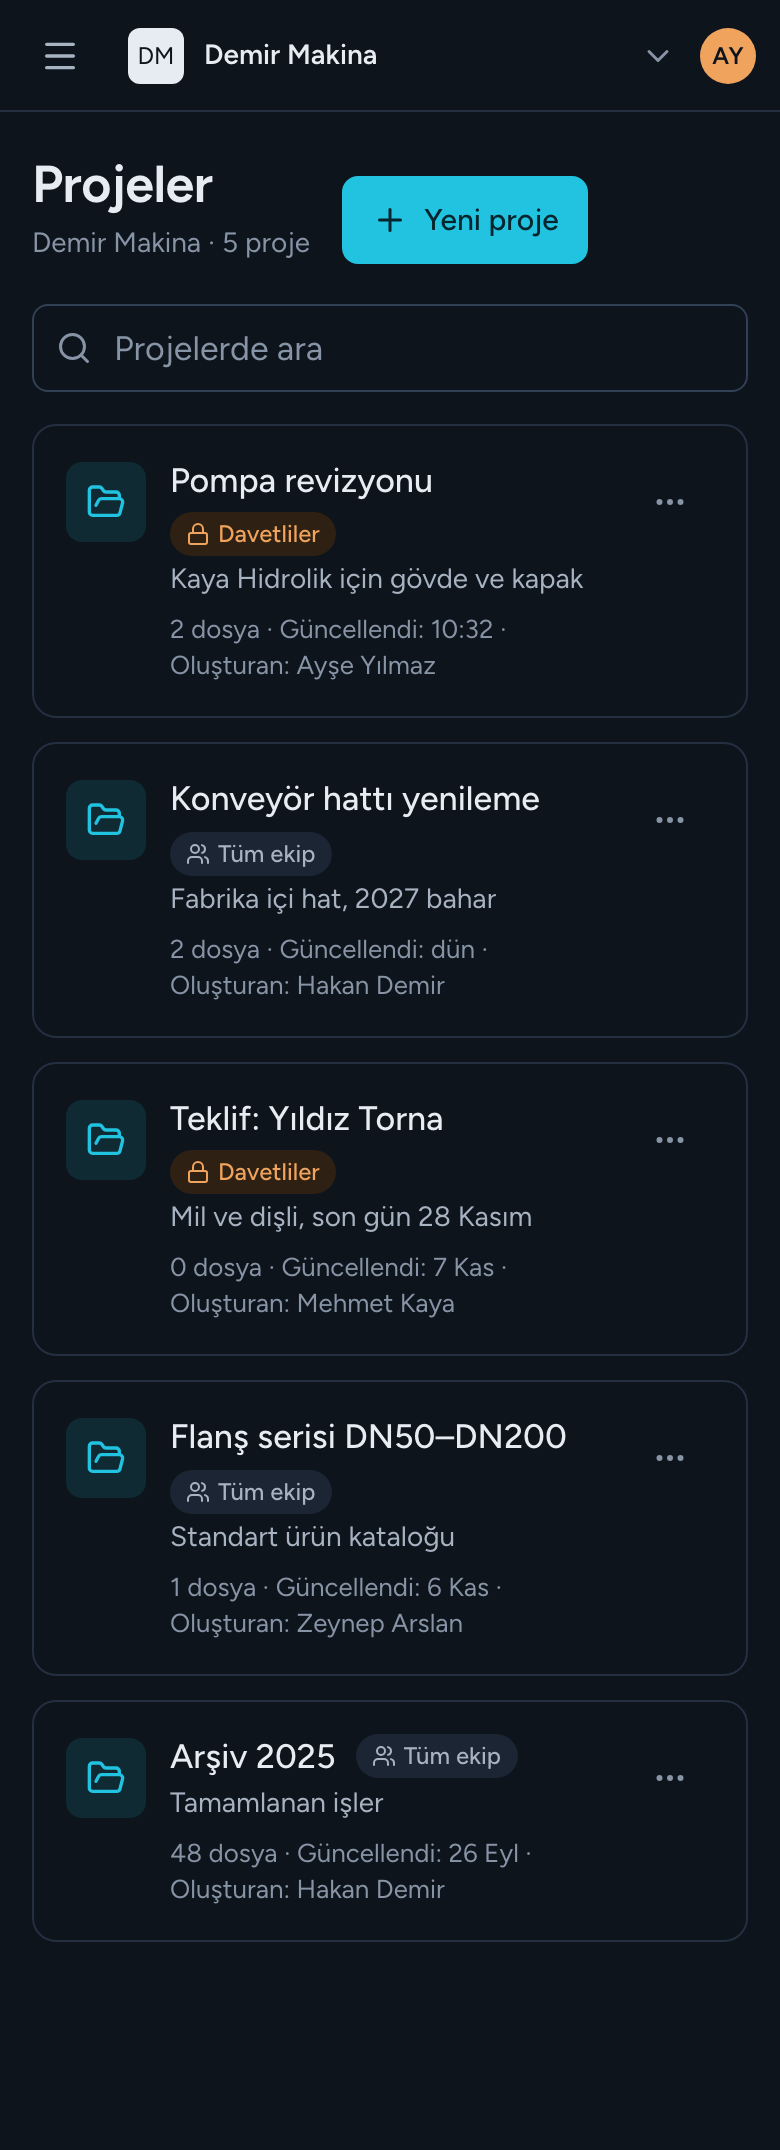 DM Demir Makina AY
Projeler
Demir Makina · 5 proje
+ Yeni proje
Projelerde ara
Pompa revizyonu
Davetliler
Kaya Hidrolik için gövde ve kapak
2 dosya · Güncellendi: 10:32 ·
Oluşturan: Ayşe Yılmaz
Konveyör hattı yenileme
Tüm ekip
Fabrika içi hat, 2027 bahar
2 dosya · Güncellendi: dün ·
Oluşturan: Hakan Demir
Teklif: Yıldız Torna
Davetliler
Mil ve dişli, son gün 28 Kasım
0 dosya · Güncellendi: 7 Kas ·
Oluşturan: Mehmet Kaya
Flanş serisi DN50–DN200
Tüm ekip
Standart ürün kataloğu
1 dosya · Güncellendi: 6 Kas ·
Oluşturan: Zeynep Arslan
Arşiv 2025 Tüm ekip
Tamamlanan işler
48 dosya · Güncellendi: 26 Eyl ·
Oluşturan: Hakan Demir